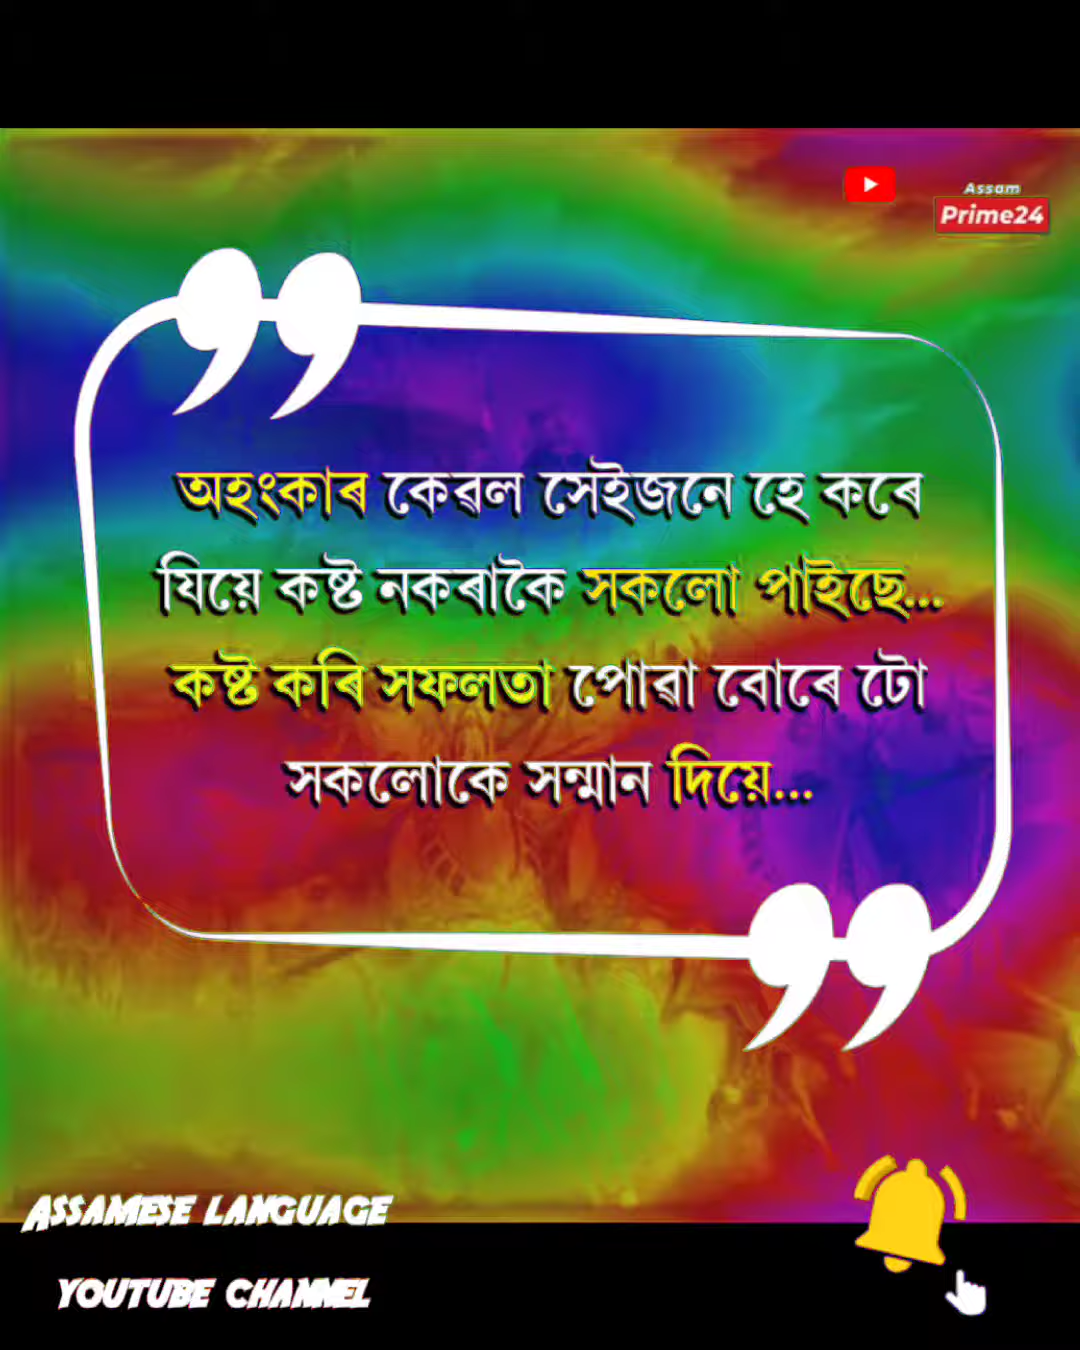 Assam
Prime24
অহংকাৰ কেৱল সেইজনে হে কৰে
যিয়ে কষ্ট নকৰাকৈ সকলো পাইছে...
কষ্ট কৰি সফলতা পোৱা বোৰে টো
সকলোকে সন্মান দিয়ে...
ASSAMESE LANGUAGE
YOUTUBE CHANNEL